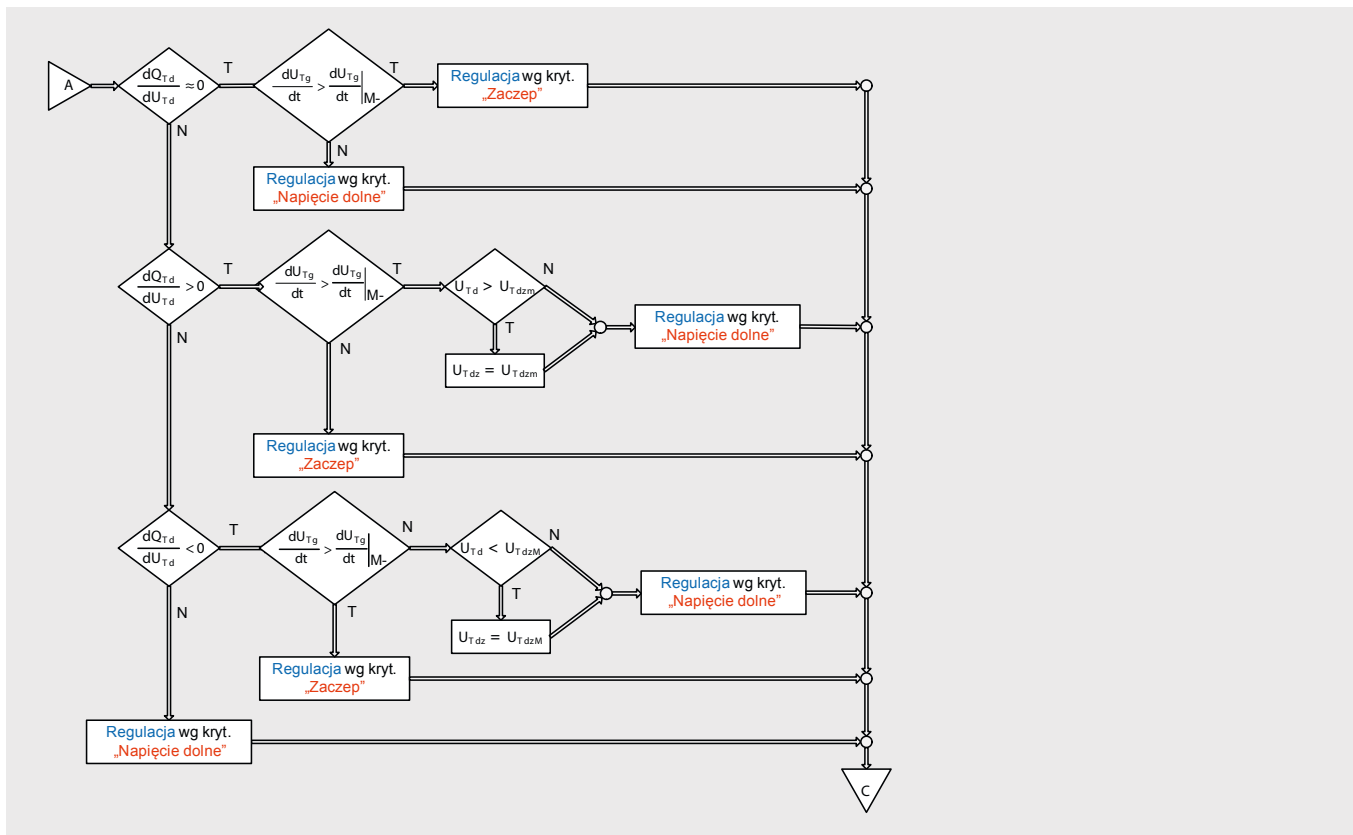 A
dQTd
dUTd
≈ 0
T
dUTg
dt
>
dUTg
dt
|M-
T
Regulacja wg kryt.
„Zaczep”
N
N
Regulacja wg kryt.
„Napięcie dolne”
dQTd
dUTd
> 0
T
dUTg
dt
>
dUTg
dt
|M-
T
UTd > UTdzm
N
Regulacja wg kryt.
„Napięcie dolne”
N
N
T
UTdz = UTdzm
Regulacja wg kryt.
„Zaczep”
dQTd
dUTd
< 0
T
dUTg
dt
>
dUTg
dt
|M-
N
UTd < UTdzM
N
Regulacja wg kryt.
„Napięcie dolne”
N
T
T
UTdz = UTdzM
Regulacja wg kryt.
„Zaczep”
Regulacja wg kryt.
„Napięcie dolne”
C